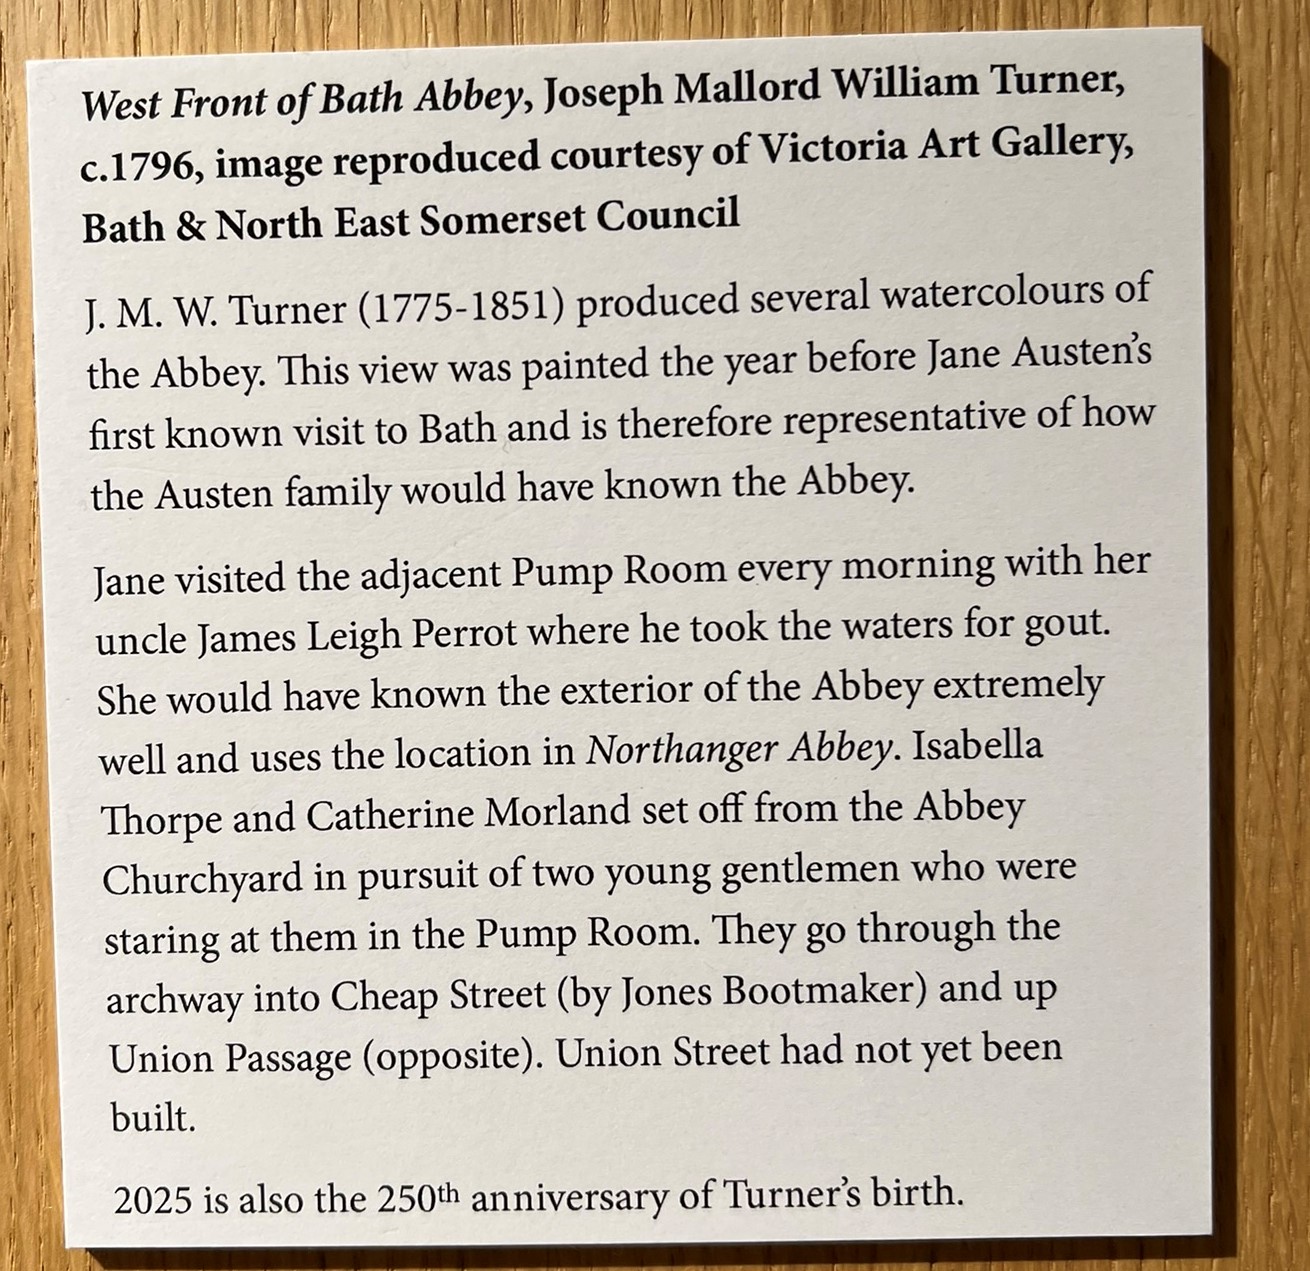 West Front of Bath Abbey, Joseph Mallord William Turner,
c.1796, image reproduced courtesy of Victoria Art Gallery,
Bath & North East Somerset Council
J. M. W. Turner (1775-1851) produced several watercolours of
the Abbey. This view was painted the year before Jane Austen’s
first known visit to Bath and is therefore representative of how
the Austen family would have known the Abbey.
Jane visited the adjacent Pump Room every morning with her
uncle James Leigh Perrot where he took the waters for gout.
She would have known the exterior of the Abbey extremely
well and uses the location in Northanger Abbey. Isabella
Thorpe and Catherine Morland set off from the Abbey
Churchyard in pursuit of two young gentlemen who were
staring at them in the Pump Room. They go through the
archway into Cheap Street (by Jones Bootmaker) and up
Union Passage (opposite). Union Street had not yet been
built.
2025 is also the 250th anniversary of Turner’s birth.